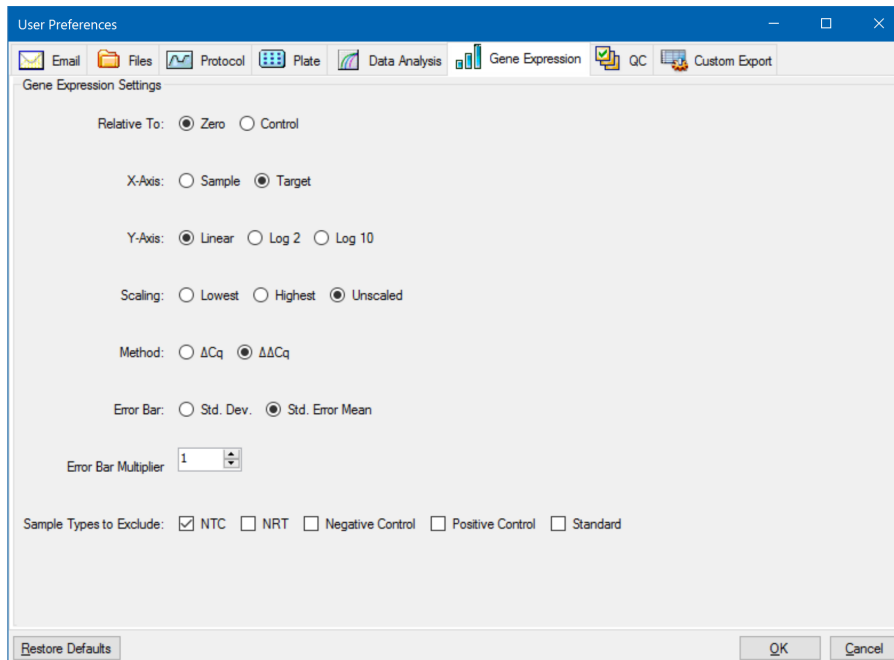 User Preferences
Email Files Protocol Plate Data Analysis Gene Expression QC Custom Export
Gene Expression Settings
Relative To: Zero Control
X-Axis: Sample Target
Y-Axis: Linear Log 2 Log 10
Scaling: Lowest Highest Unscaled
Method: ΔCq ΔΔCq
Error Bar: Std. Dev. Std. Error Mean
Error Bar Multiplier 1
Sample Types to Exclude: NTC NRT Negative Control Positive Control Standard
Restore Defaults OK Cancel